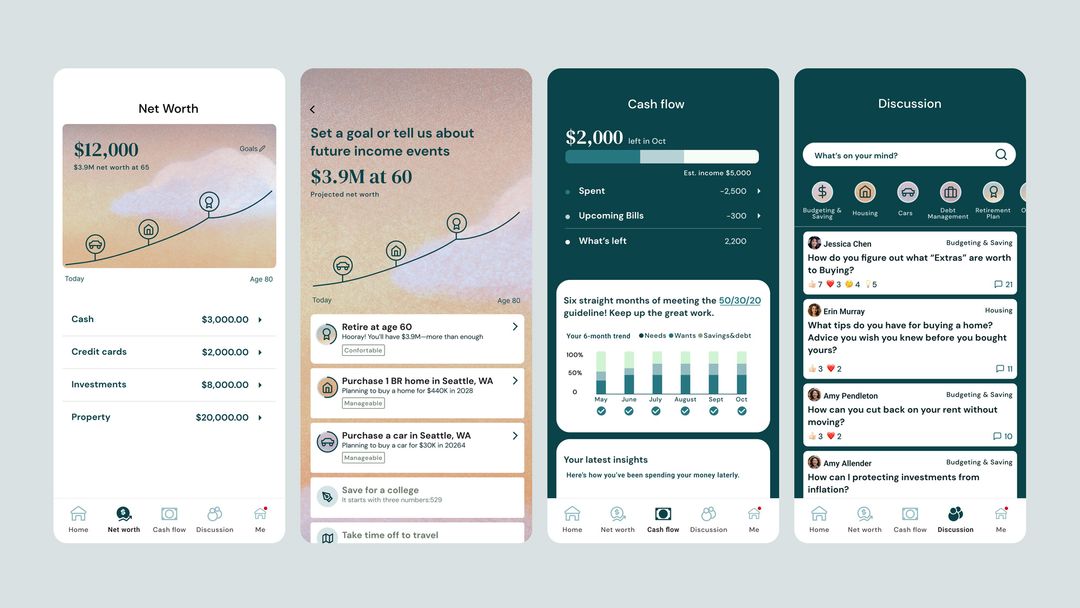 Net Worth
$12,000
Goals
$3.9M net worth at 65
Today
Age 80
Cash
$3,000.00
Credit cards
$2,000.00
Investments
$8,000.00
Property
$20,000.00
Home
Net worth
Cash flow
Discussion
Me
Set a goal or tell us about
future income events
$3.9M at 60
Projected net worth
Today
Age 80
Retire at age 60
Hooray! You'll have $3.9M—more than enough
Comfortable
Purchase 1 BR home in Seattle, WA
Planning to buy a home for $440K in 2028
Manageable
Purchase a car in Seattle, WA
Planning to buy a car for $30K in 20264
Manageable
Save for a college
It starts with three numbers:529
Take time off to travel
Cash flow
$2,000 left in Oct
Est. income $5,000
Spent
-2,500
Upcoming Bills
-300
What's left
2,200
Six straight months of meeting the 50/30/20
guideline! Keep up the great work.
Your 6-month trend
Needs
Wants
Savings&debt
100%
50%
0
May
June
July
August
Sept
Oct
Your latest insights
Here's how you've been spending your money laterly.
Home
Net worth
Cash flow
Discussion
Me
Discussion
What's on your mind?
Budgeting &
Saving
Housing
Cars
Debt
Management
Retirement
Plan
Jessica Chen
Budgeting & Saving
How do you figure out what “Extras” are worth
to Buying?
7
3
4
5
21
Erin Murray
Housing
What tips do you have for buying a home?
Advice you wish you knew before you bought
yours?
3
2
11
Amy Pendleton
Budgeting & Saving
How can you cut back on your rent without
moving?
3
2
10
Amy Allender
Budgeting & Saving
How can I protecting investments from
inflation?
Home
Net worth
Cash flow
Discussion
Me